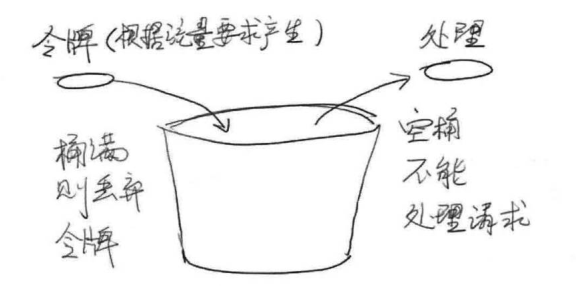 令牌(根据流量要求产生)
处理
桶满
则丢弃
令牌
空桶
不能
处理请求